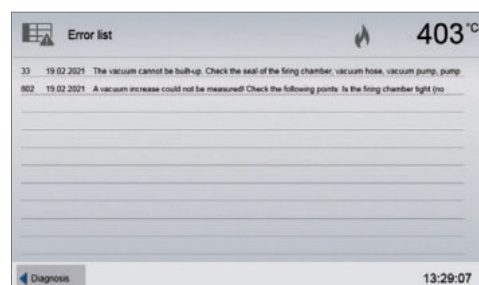 Error list
403°C
33 19.02.2021 The vacuum cannot be built-up. Check the seal of the firing chamber, vacuum hose, vacuum pump, pump
802 19.02.2021 A vacuum increase could not be measured! Check the following points: Is the firing chamber tight (no
Diagnosis
13:29:07